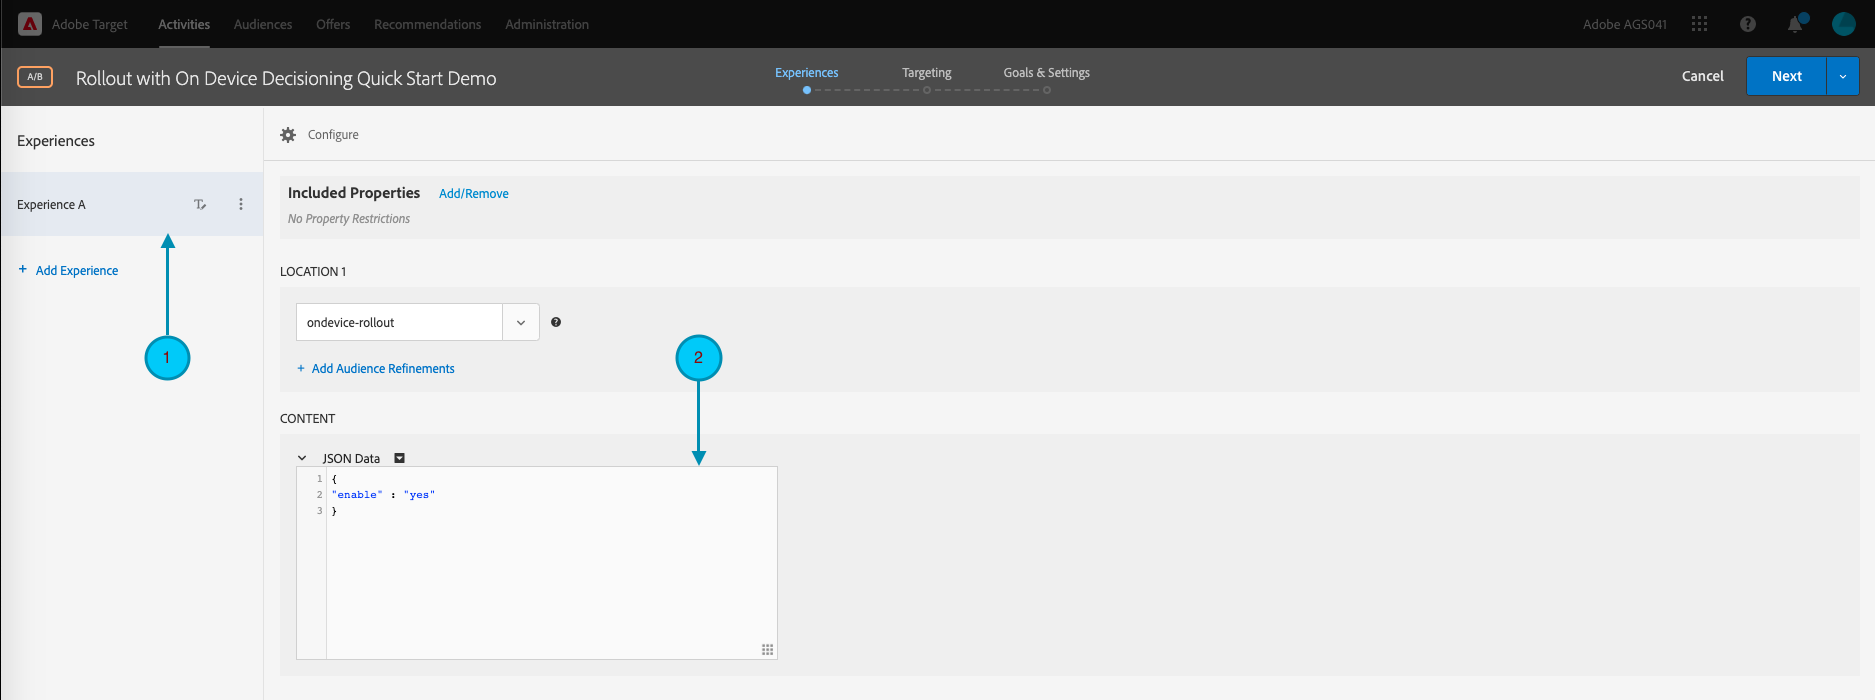 Adobe Target Activities Audiences Offers Recommendations Administration Adobe AGS041
A/B Rollout with On Device Decisioning Quick Start Demo Experiences Targeting Goals & Settings Cancel Next
Experiences
Configure
Experience A
Add Experience
1
Included Properties Add/Remove
No Property Restrictions
LOCATION 1
ondevice-rollout
+ Add Audience Refinements
2
CONTENT
JSON Data
1 {
2 "enable" : "yes"
3 }